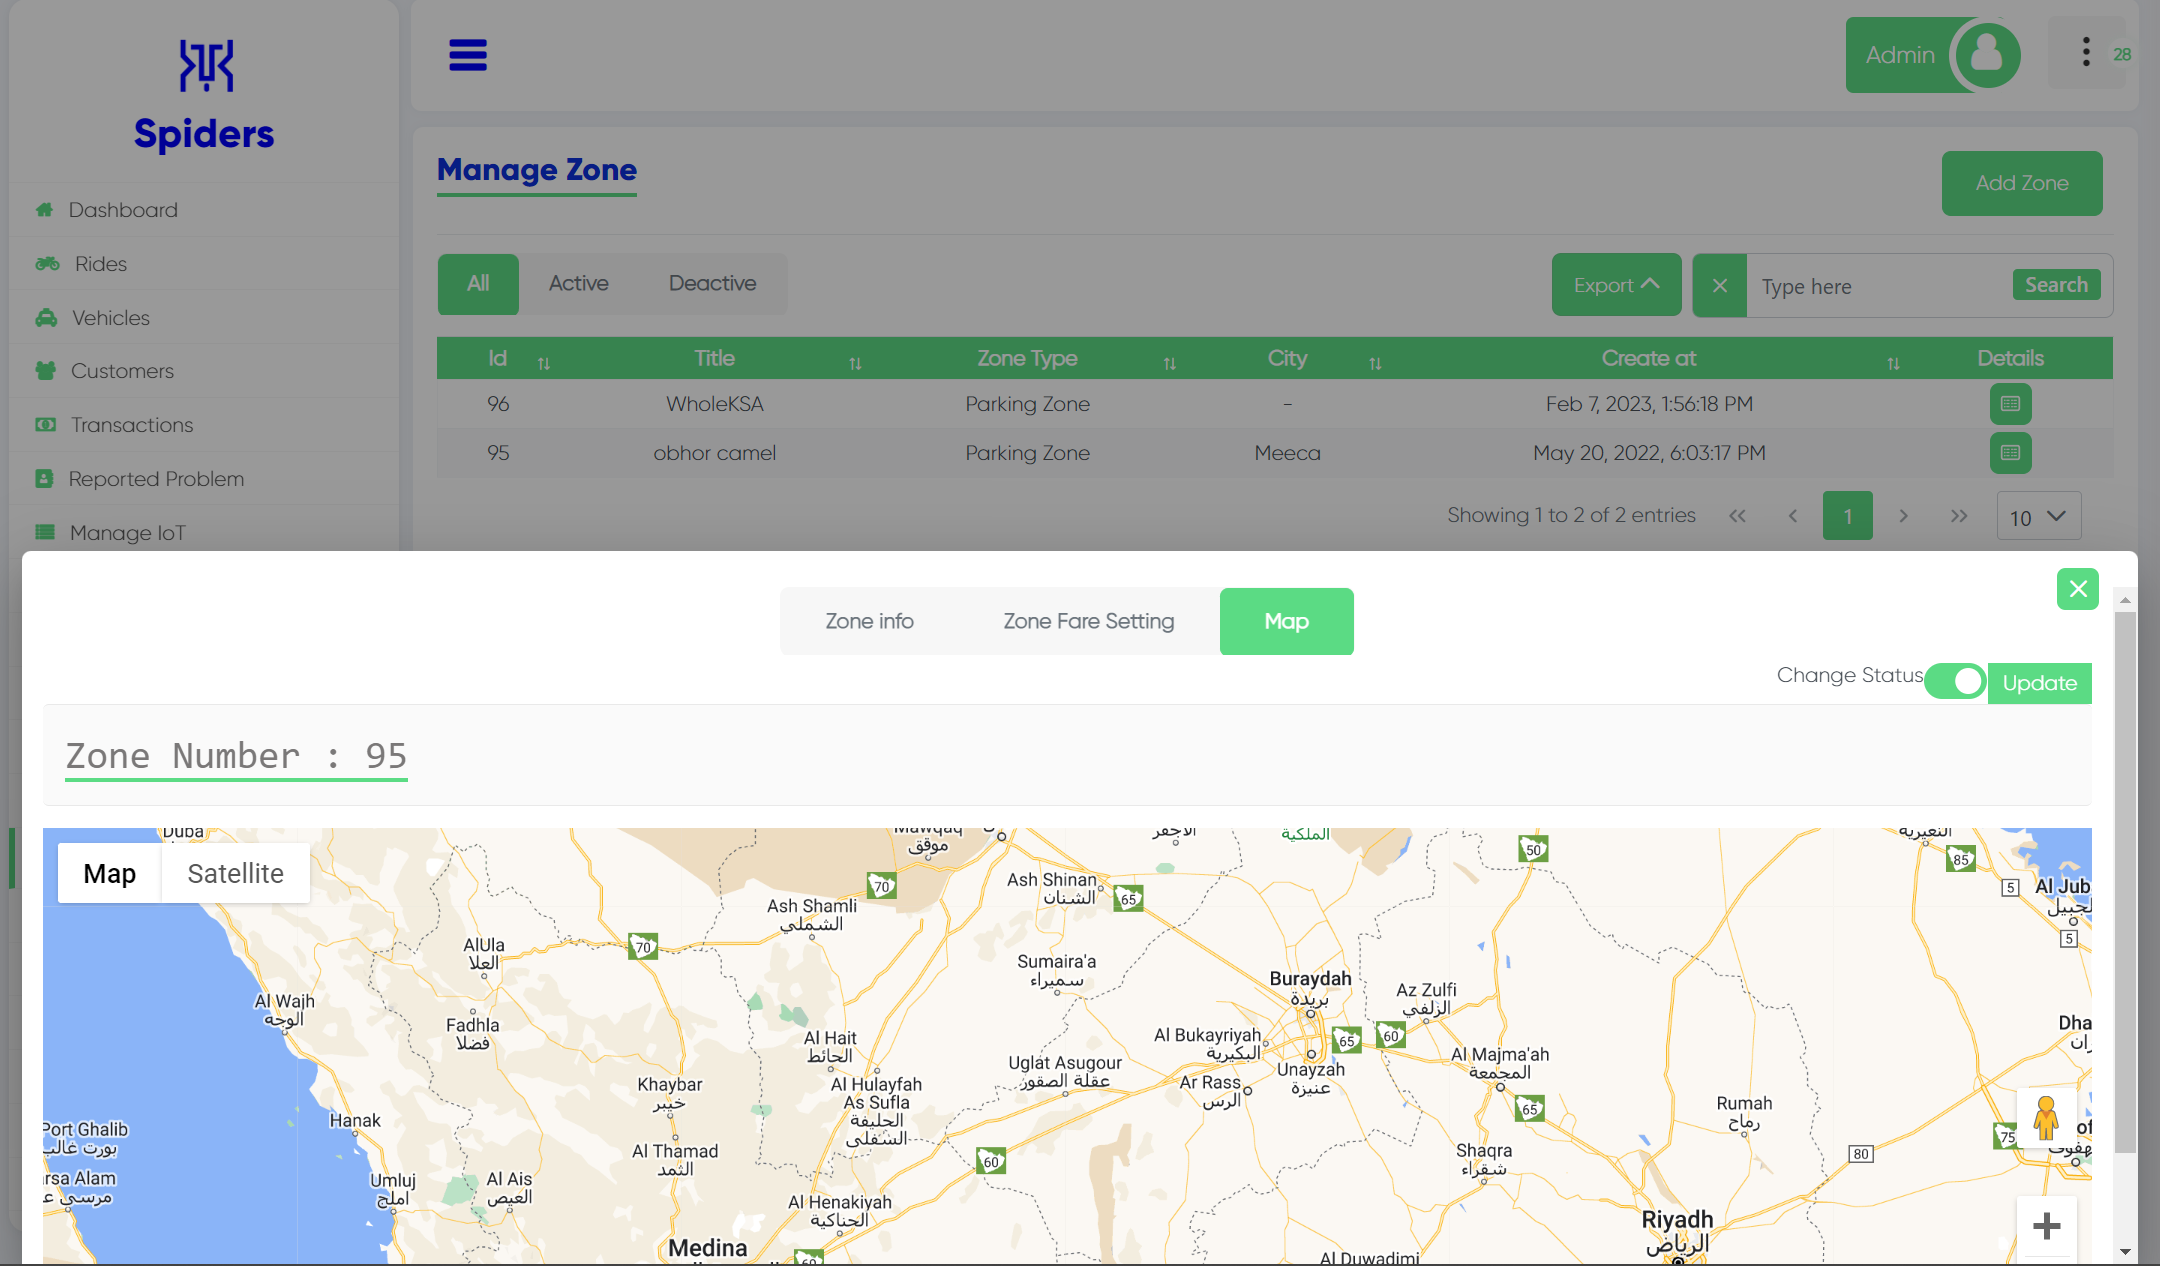 Spiders
Admin
28
Dashboard
Rides
Vehicles
Customers
Transactions
Reported Problem
Manage IoT
Manage Zone
Add Zone
All Active Deactive
Export
Type here
Search
Id Title Zone Type City Create at Details
96 WholeKSA Parking Zone - Feb 7, 2023, 1:56:18 PM
95 obhor camel Parking Zone Meeca May 20, 2022, 6:03:17 PM
Showing 1 to 2 of 2 entries « ‹ 1 › » 10
Zone info Zone Fare Setting Map
Change Status Update
Zone Number : 95
Map Satellite
Duba
موقق
الملكية
50
85
70
Ash Shinan
الشنان
65
5
Al Jub
Ash Shamli
الشملي
5
AlUla
العلا
70
Sumaira'a
سميراء
Buraydah
بريدة
Az Zulfi
الزلفي
Al Wajh
الوجه
Fadhla
فضلا
Al Hait
الحائط
Al Bukayriyah
البكيرية
65
60
Dha
Uglat Asugour
عقلة الصقور
Unayzah
عنيزة
Al Majma'ah
المجمعة
Khaybar
خيبر
Al Hulayfah
As Sufla
الحليفة
السفلى
Ar Rass
الرس
65
Rumah
رماح
Hanak
Port Ghalib
بورت غالب
75
of
Al Thamad
الثمد
60
Shaqra
شقراء
80
rsa Alam
مرسى ع
Umluj
املج
Al Ais
العيص
Al Henakiyah
الحناكية
Riyadh
الرياض
Medina
60
Al Duwadimi